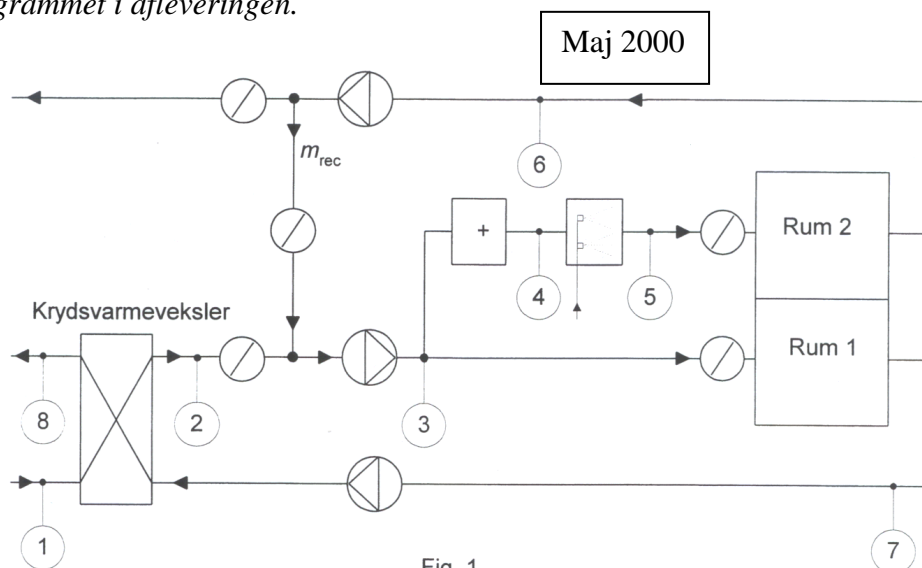 grammet i afleveringen.
Maj 2000
m rec
6
+
Rum 2
4
5
Krydsvarmeveksler
Rum 1
8
2
3
1
7
Fig. 1